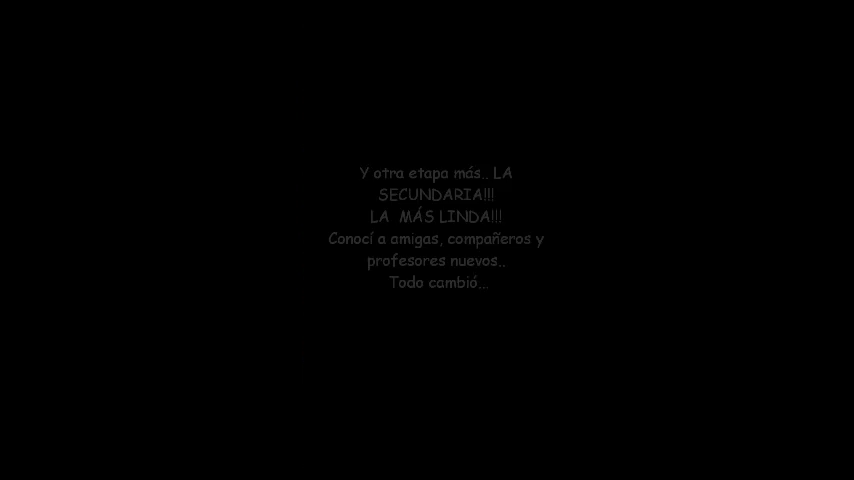 Y otra etapa más.. LA
SECUNDARIA!!!
LA  MÁS LINDA!!!
Conocí a amigas, compañeros y
profesores nuevos..
Todo cambió...